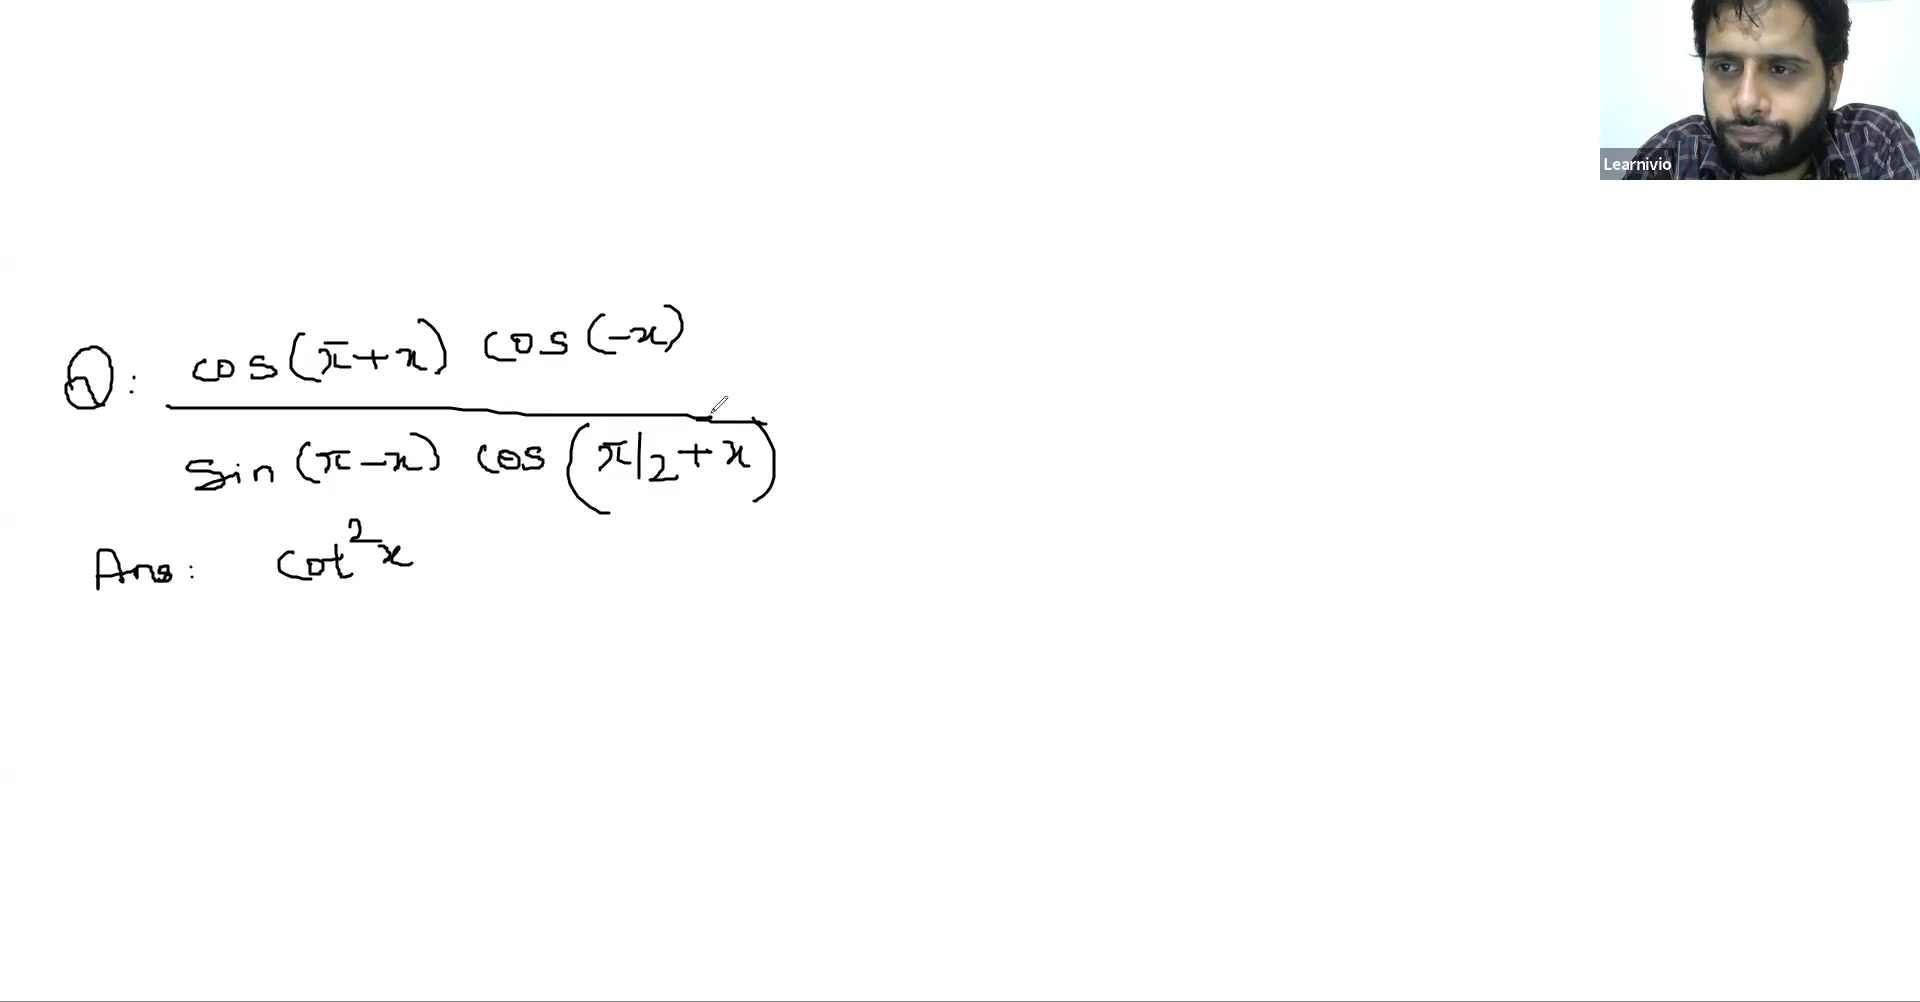 Learnivio
Q: cos(π+x) cos(-x)
sin(π-x) cos(π/2+x)
Ans: cot²x